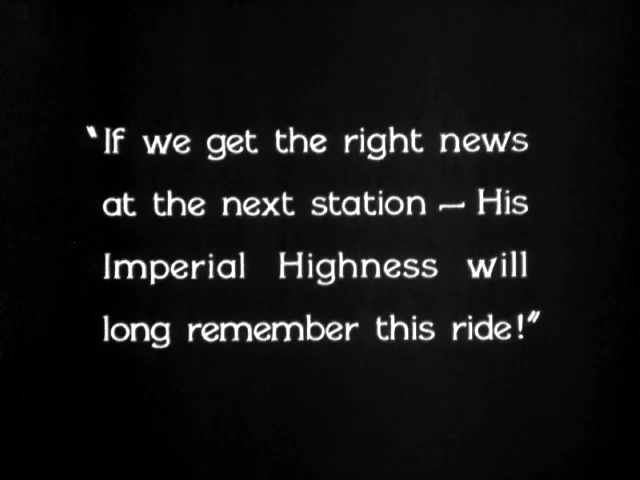 “If we get the right news
at the next station — His
Imperial Highness will
long remember this ride!”